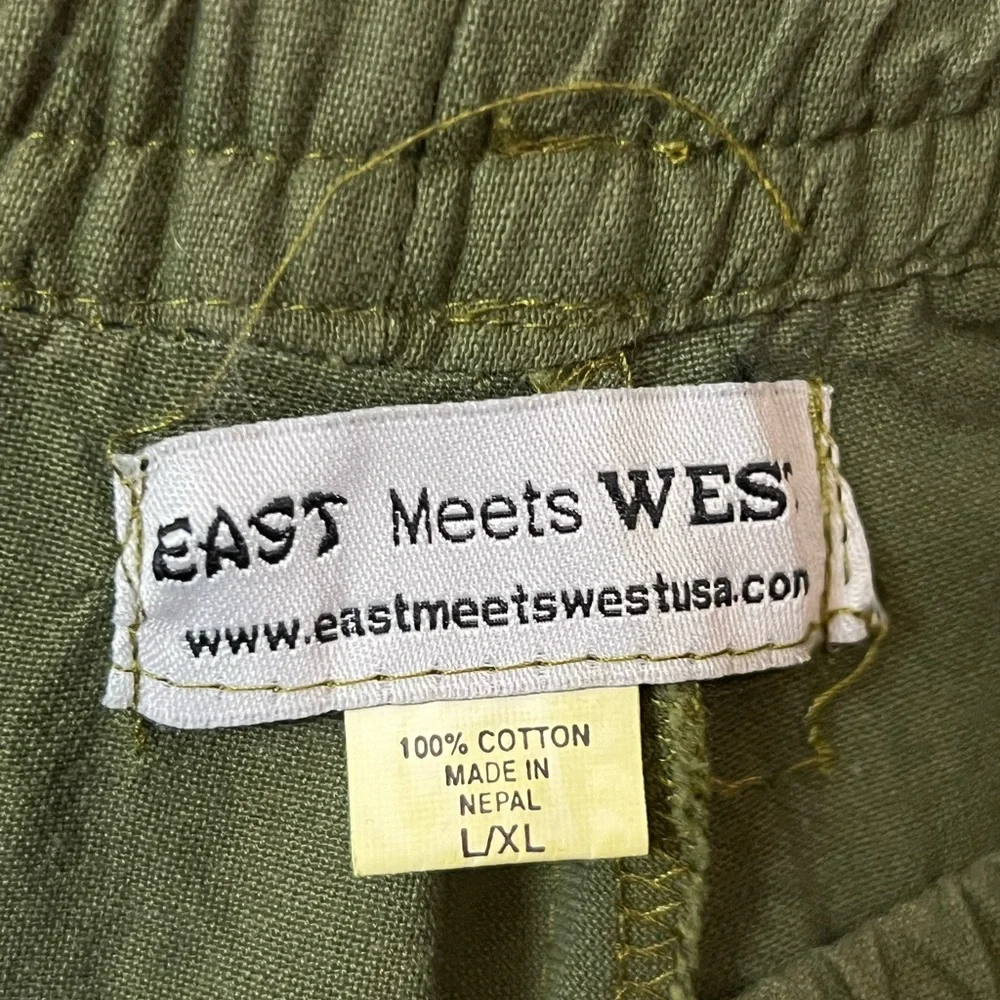 EAST Meets WEST
www.eastmeetswestusa.com
100% COTTON
MADE IN
NEPAL
L/XL